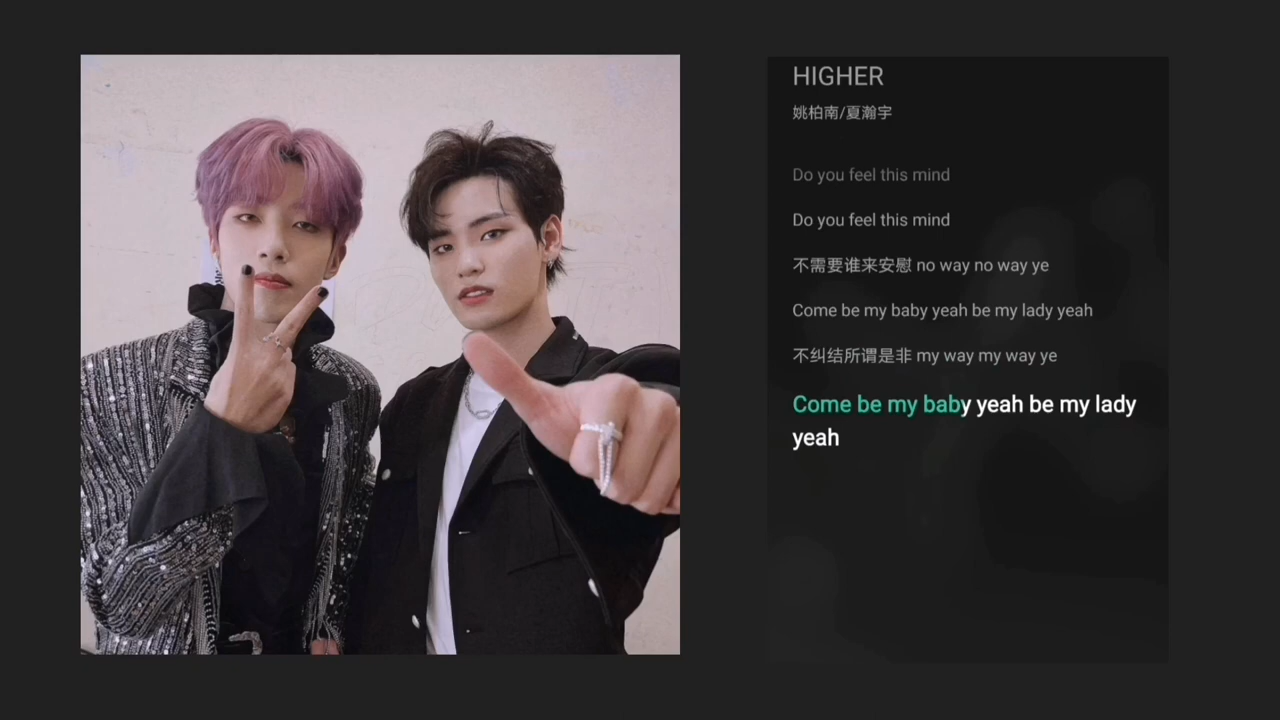 HIGHER
姚柏南/夏瀚宇
Do you feel this mind
Do you feel this mind
不需要谁来安慰 no way no way ye
Come be my baby yeah be my lady yeah
不纠结所谓是非 my way my way ye
Come be my baby yeah be my lady
yeah